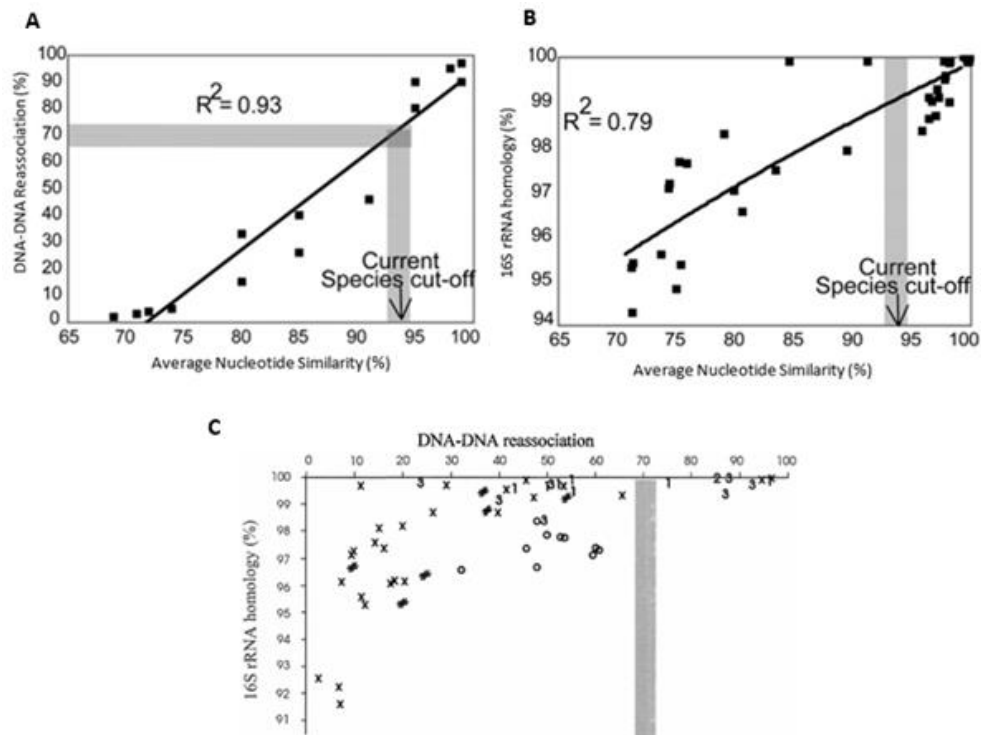 A
DNA-DNA Reassociation (%)
100
90
80
70
60
50
40
30
20
10
0
R² = 0.93
Current
Species cut-off
65 70 75 80 85 90 95 100
Average Nucleotide Similarity (%)
B
16S rRNA homology (%)
100
99
98
97
96
95
94
R² = 0.79
Current
Species cut-off
65 70 75 80 85 90 95 100
Average Nucleotide Similarity (%)
C
DNA-DNA reassociation
0 10 20 30 40 50 60 70 80 90 100
16S rRNA homology (%)
100
99
98
97
96
95
94
93
92
91